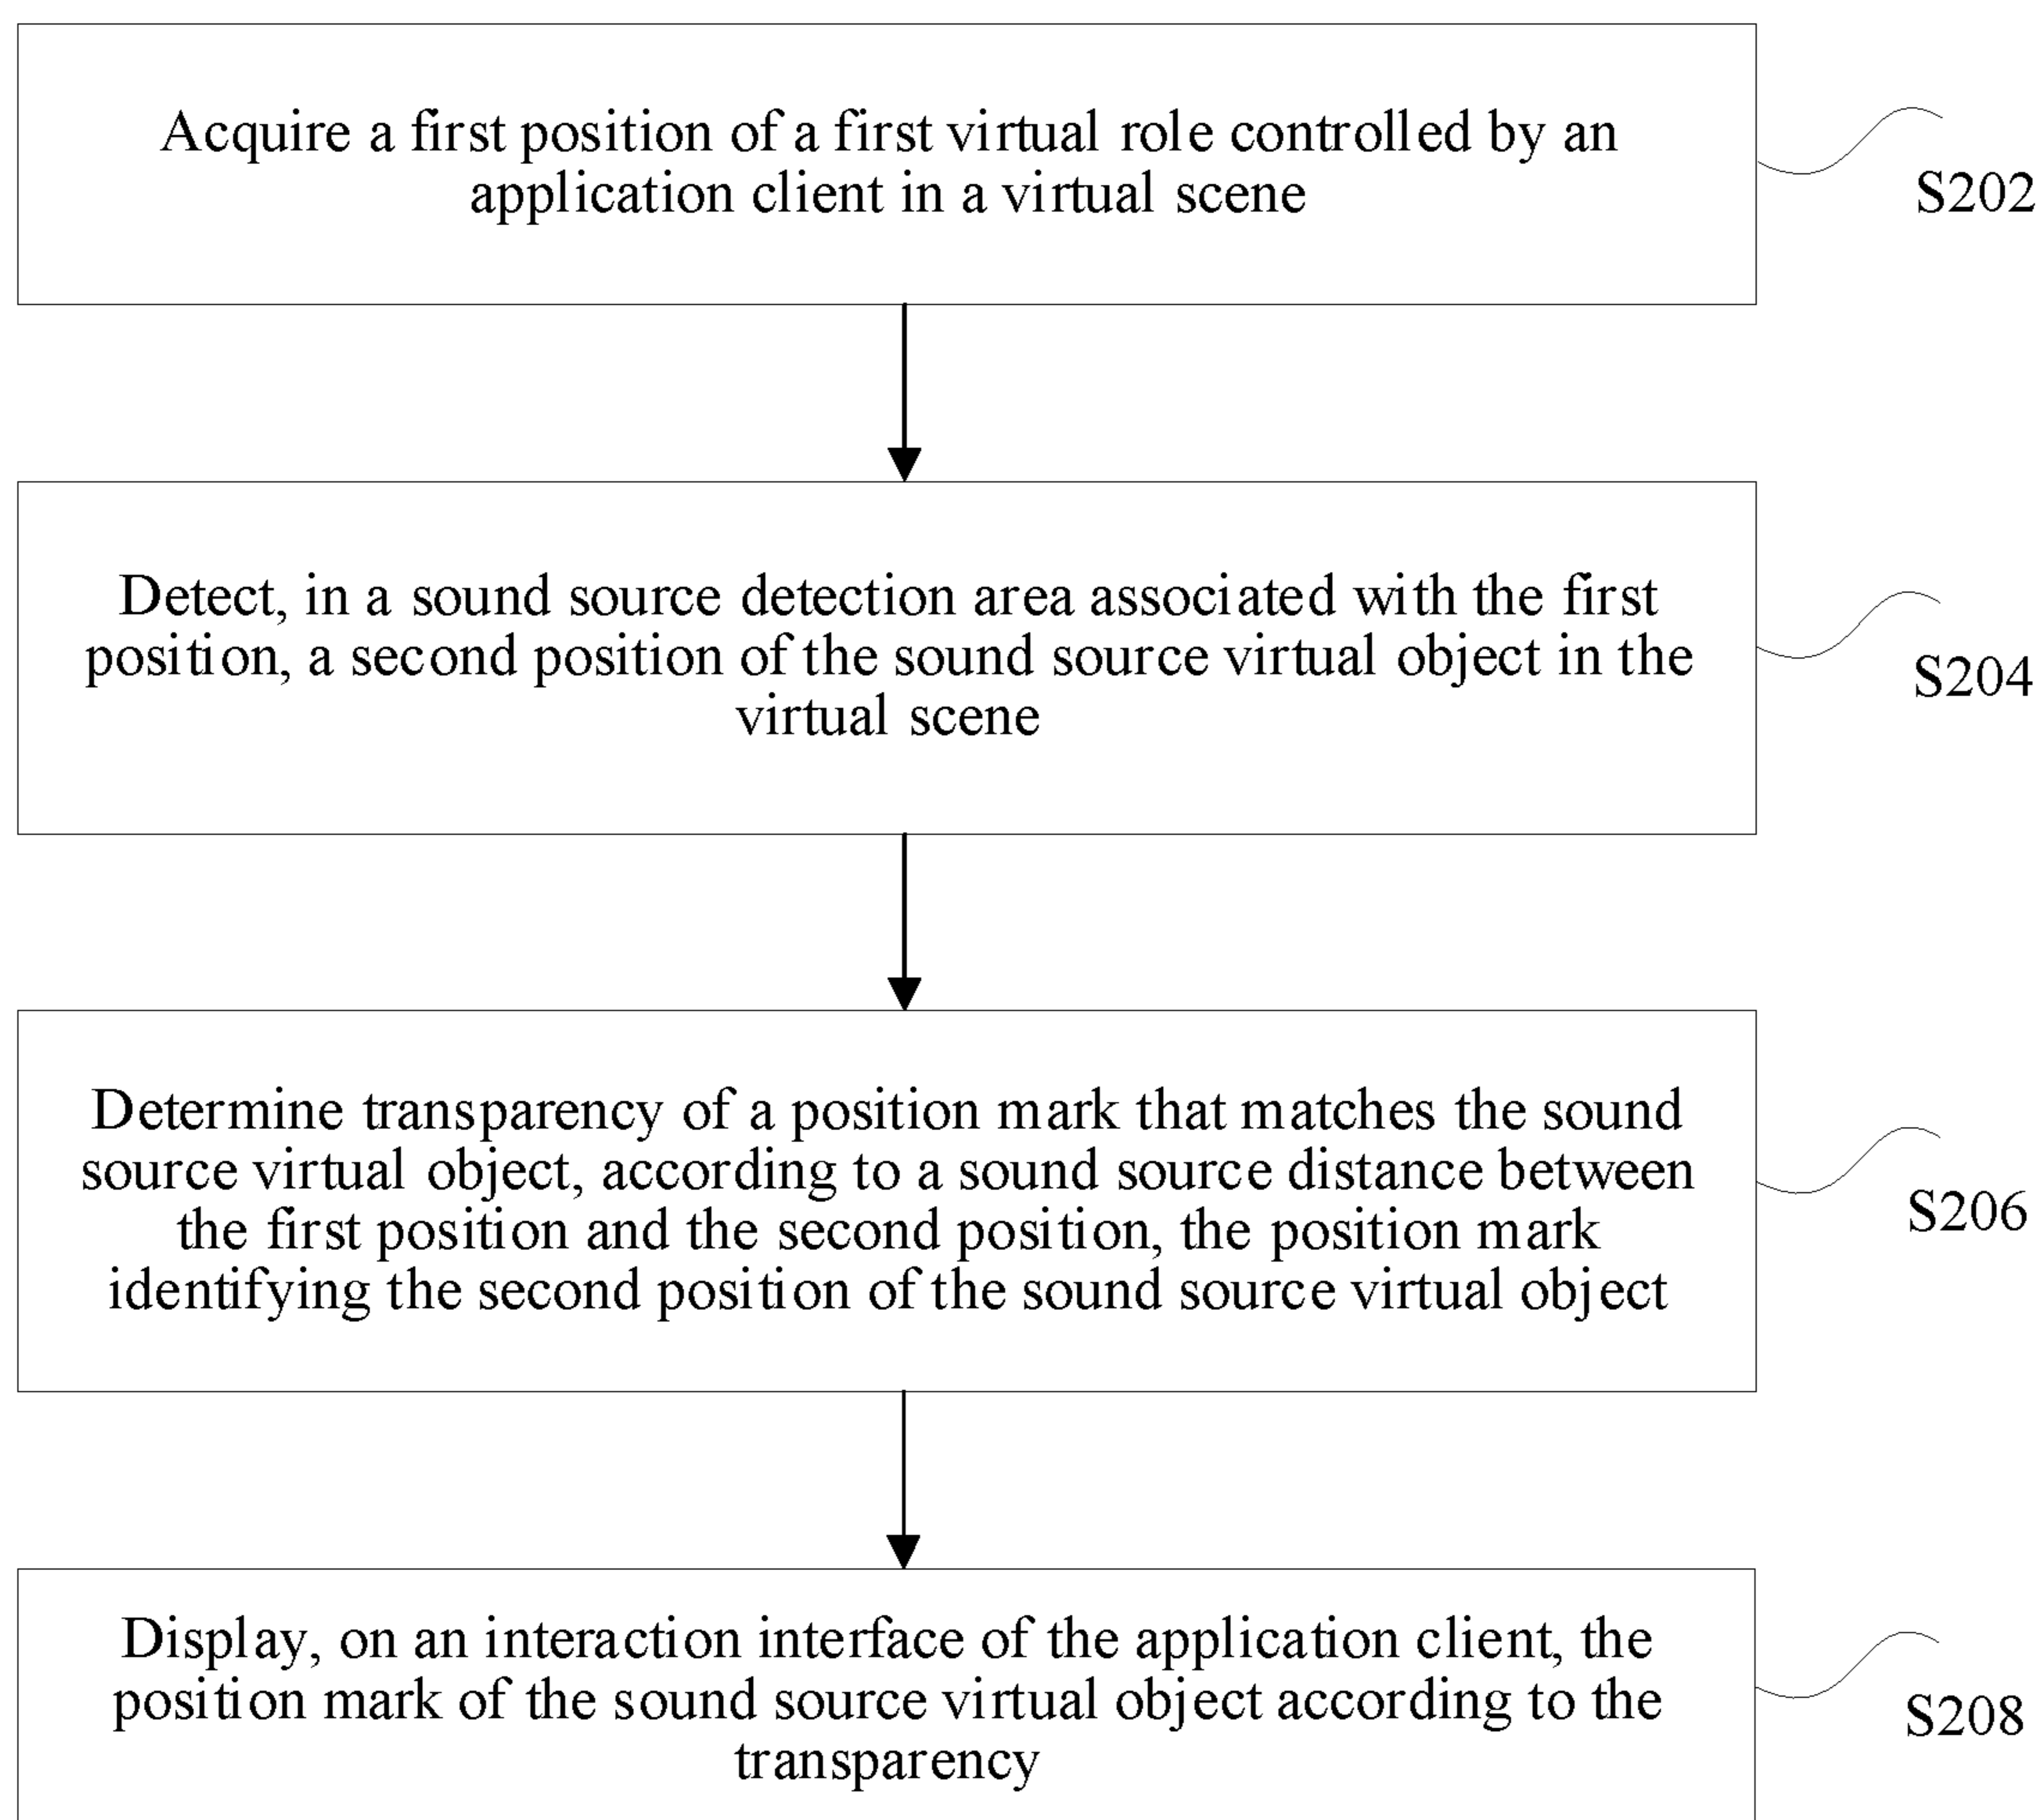 Acquire a first position of a first virtual role controlled by an
application client in a virtual scene
S202
Detect, in a sound source detection area associated with the first
position, a second position of the sound source virtual object in the
virtual scene
S204
Determine transparency of a position mark that matches the sound
source virtual object, according to a sound source distance between
the first position and the second position, the position mark
identifying the second position of the sound source virtual object
S206
Display, on an interaction interface of the application client, the
position mark of the sound source virtual object according to the
transparency
S208